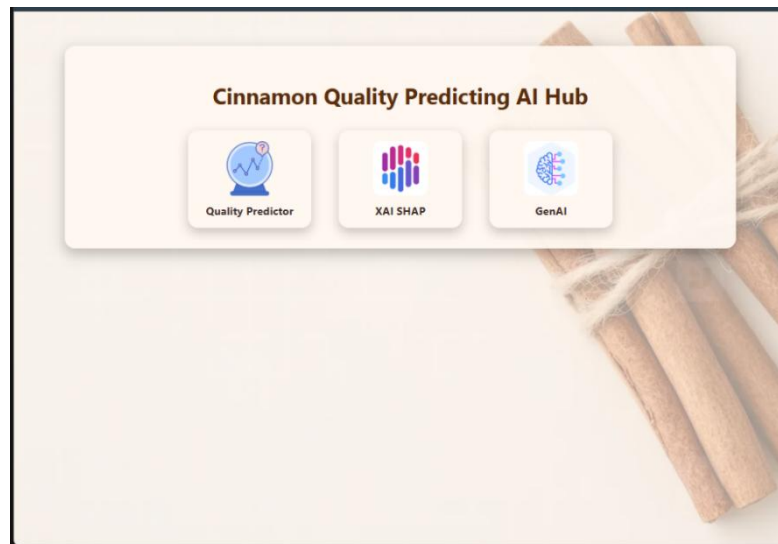 Cinnamon Quality Predicting AI Hub
Quality Predictor
XAI SHAP
GenAI